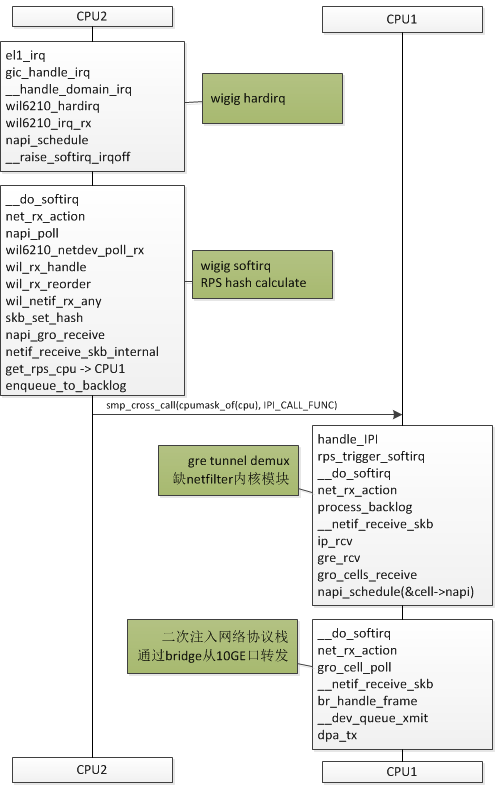 CPU2
CPU1
el1_irq
gic_handle_irq
__handle_domain_irq
wil6210_hardirq
wil6210_irq_rx
napi_schedule
__raise_softirq_irqoff
wigig hardirq
__do_softirq
net_rx_action
napi_poll
wil6210_netdev_poll_rx
wil_rx_handle
wil_rx_reorder
wil_netif_rx_any
skb_set_hash
napi_gro_receive
netif_receive_skb_internal
get_rps_cpu -> CPU1
enqueue_to_backlog
wigig softirq
RPS hash calculate
smp_cross_call(cpumask_of(cpu), IPI_CALL_FUNC)
handle_IPI
rps_trigger_softirq
__do_softirq
net_rx_action
process_backlog
__netif_receive_skb
ip_rcv
gre_rcv
gro_cells_receive
napi_schedule(&cell->napi)
gre tunnel demux
缺netfilter内核模块
二次注入网络协议栈
通过bridge从10GE口转发
__do_softirq
net_rx_action
gro_cell_poll
__netif_receive_skb
br_handle_frame
__dev_queue_xmit
dpa_tx
CPU2
CPU1